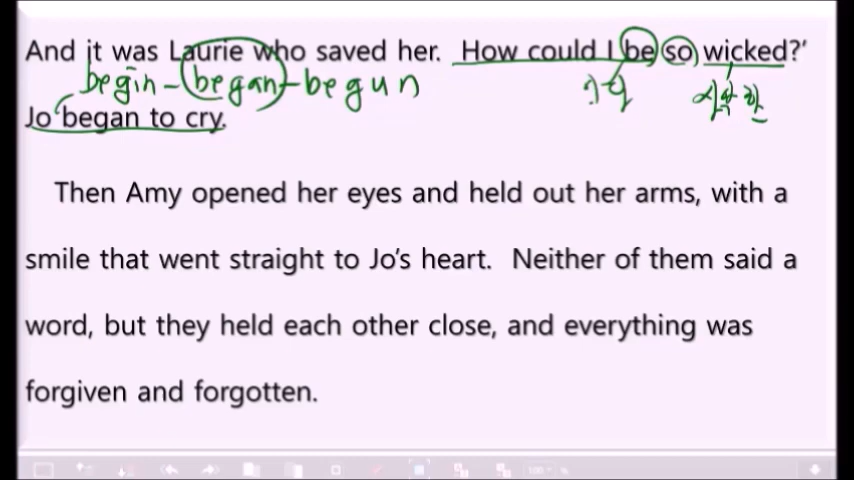 And it was Laurie who saved her.  How could I be so wicked?'
begin - began - begun
Jo began to cry.
Then Amy opened her eyes and held out her arms, with a
smile that went straight to Jo's heart.  Neither of them said a
word, but they held each other close, and everything was
forgiven and forgotten.